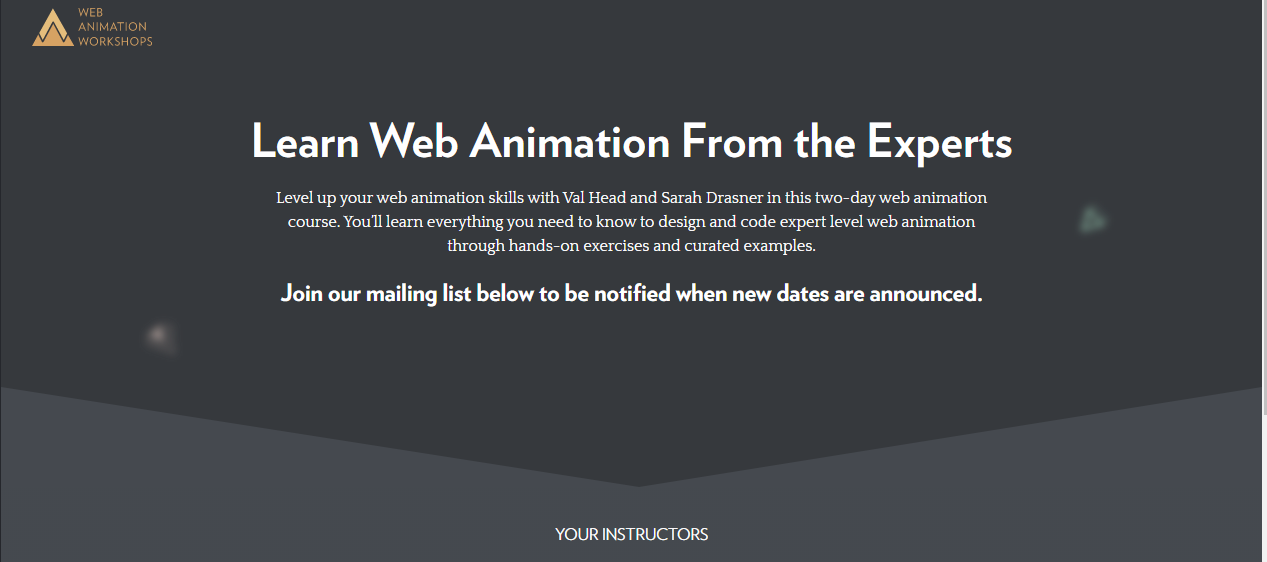 WEB
ANIMATION
WORKSHOPS
Learn Web Animation From the Experts
Level up your web animation skills with Val Head and Sarah Drasner in this two-day web animation
course. You'll learn everything you need to know to design and code expert level web animation
through hands-on exercises and curated examples.
Join our mailing list below to be notified when new dates are announced.
YOUR INSTRUCTORS